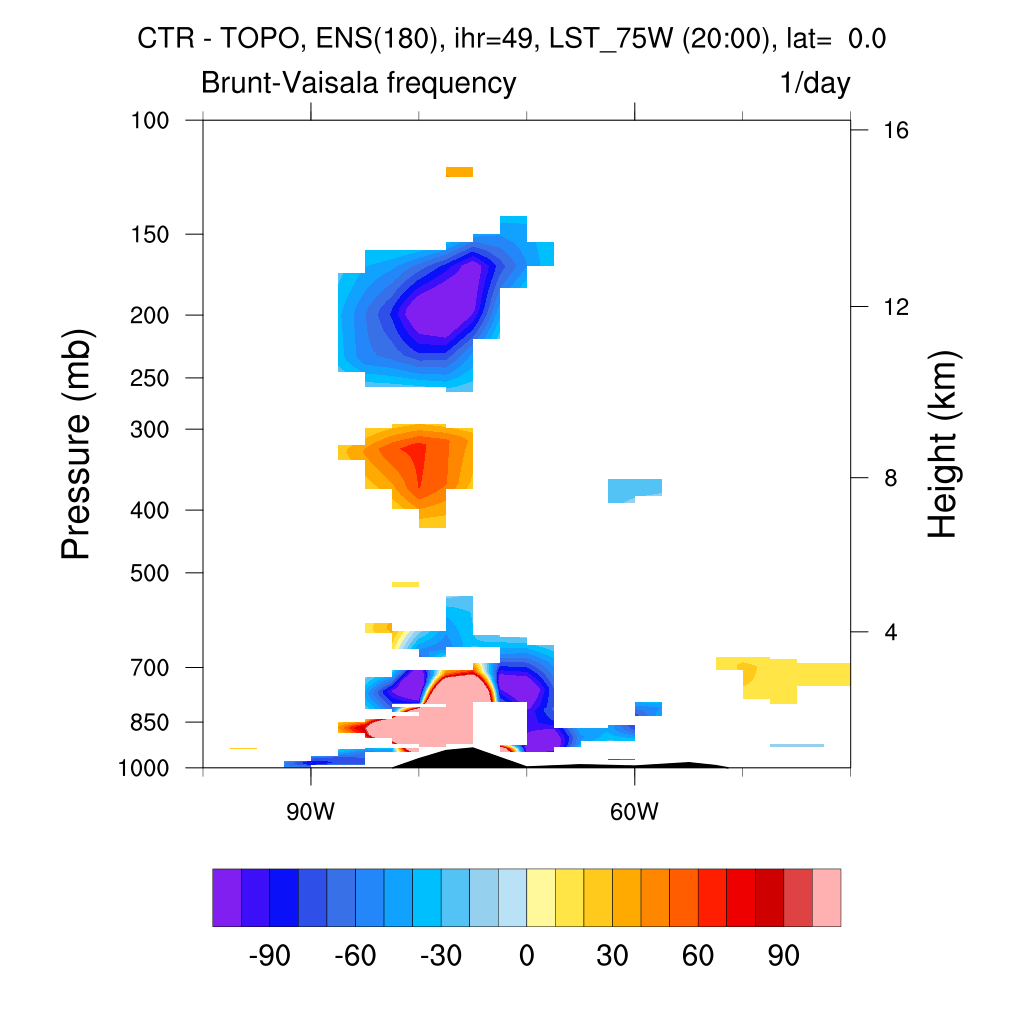 CTR - TOPO, ENS(180), ihr=49, LST_75W (20:00), lat=  0.0
Brunt-Vaisala frequency 1/day
100
150
200
250
300
400
500
700
850
1000
Pressure (mb)
16
12
8
4
Height (km)
90W 60W
-90 -60 -30 0 30 60 90